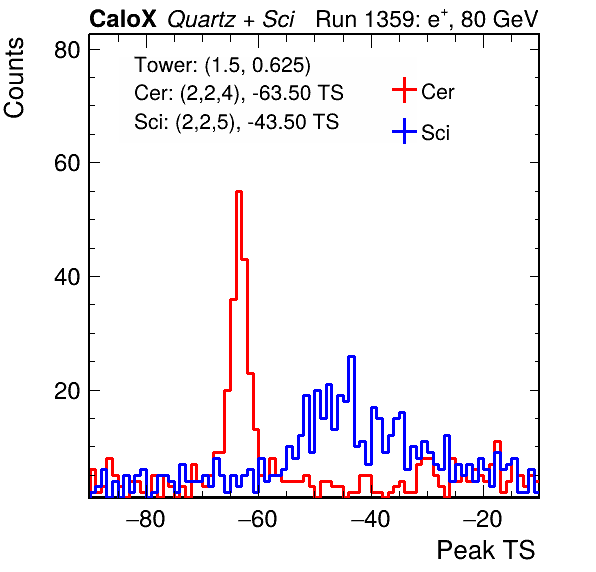 CaloX Quartz + Sci Run 1359: e+, 80 GeV
Counts
80
60
40
20
Tower: (1.5, 0.625)
Cer: (2,2,4), -63.50 TS
Sci: (2,2,5), -43.50 TS
Cer
Sci
−80 −60 −40 −20
Peak TS